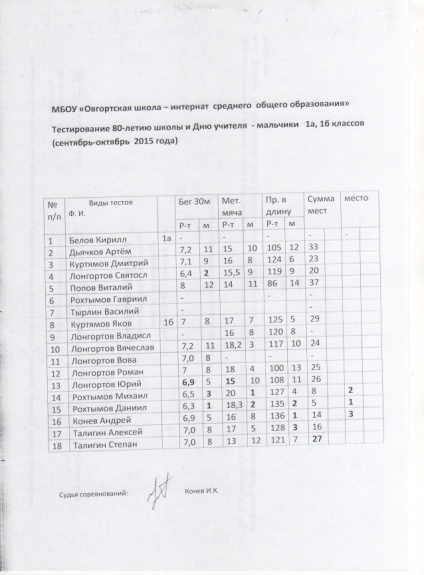 МБОУ «Овгортская школа – интернат среднего общего образования»
Тестирование 80-летию школы и Дню учителя - мальчики 1а, 1б классов
(сентябрь-октябрь 2015 года)
№ п/п Виды тестов Ф. И. Бег 30м Мет. мяча Пр. в длину Сумма мест место
Р-т м Р-т м Р-т м
1 Белов Кирилл 1а - - - - -
2 Дьячков Артём 7,2 11 15 10 105 12 33
3 Куртямов Дмитрий 7,1 9 16 8 124 6 23
4 Лонгортов Святосл 6,4 2 15,5 9 119 9 20
5 Попов Виталий 8 12 14 11 86 14 37
6 Рохтымов Гавриил - - -
7 Тырлин Василий - - -
8 Куртямов Яков 1б 7 8 17 7 125 5 29
9 Лонгортов Владисл - 16 8 120 8 -
10 Лонгортов Вячеслав 7,2 11 18,2 3 117 10 24
11 Лонгортов Вова 7,0 8 - -
12 Лонгортов Роман 7 8 18 4 100 13 25
13 Лонгортов Юрий 6,9 5 15 10 108 11 26
14 Рохтымов Михаил 6,5 3 20 1 127 4 8 2
15 Рохтымов Даниил 6,3 1 18,3 2 135 2 5 1
16 Конев Андрей 6,9 5 16 8 136 1 14 3
17 Талигин Алексей 7,0 8 17 5 128 3 16
18 Талигин Степан 7,0 8 13 12 121 7 27
Судья соревнований: Конев И.К.